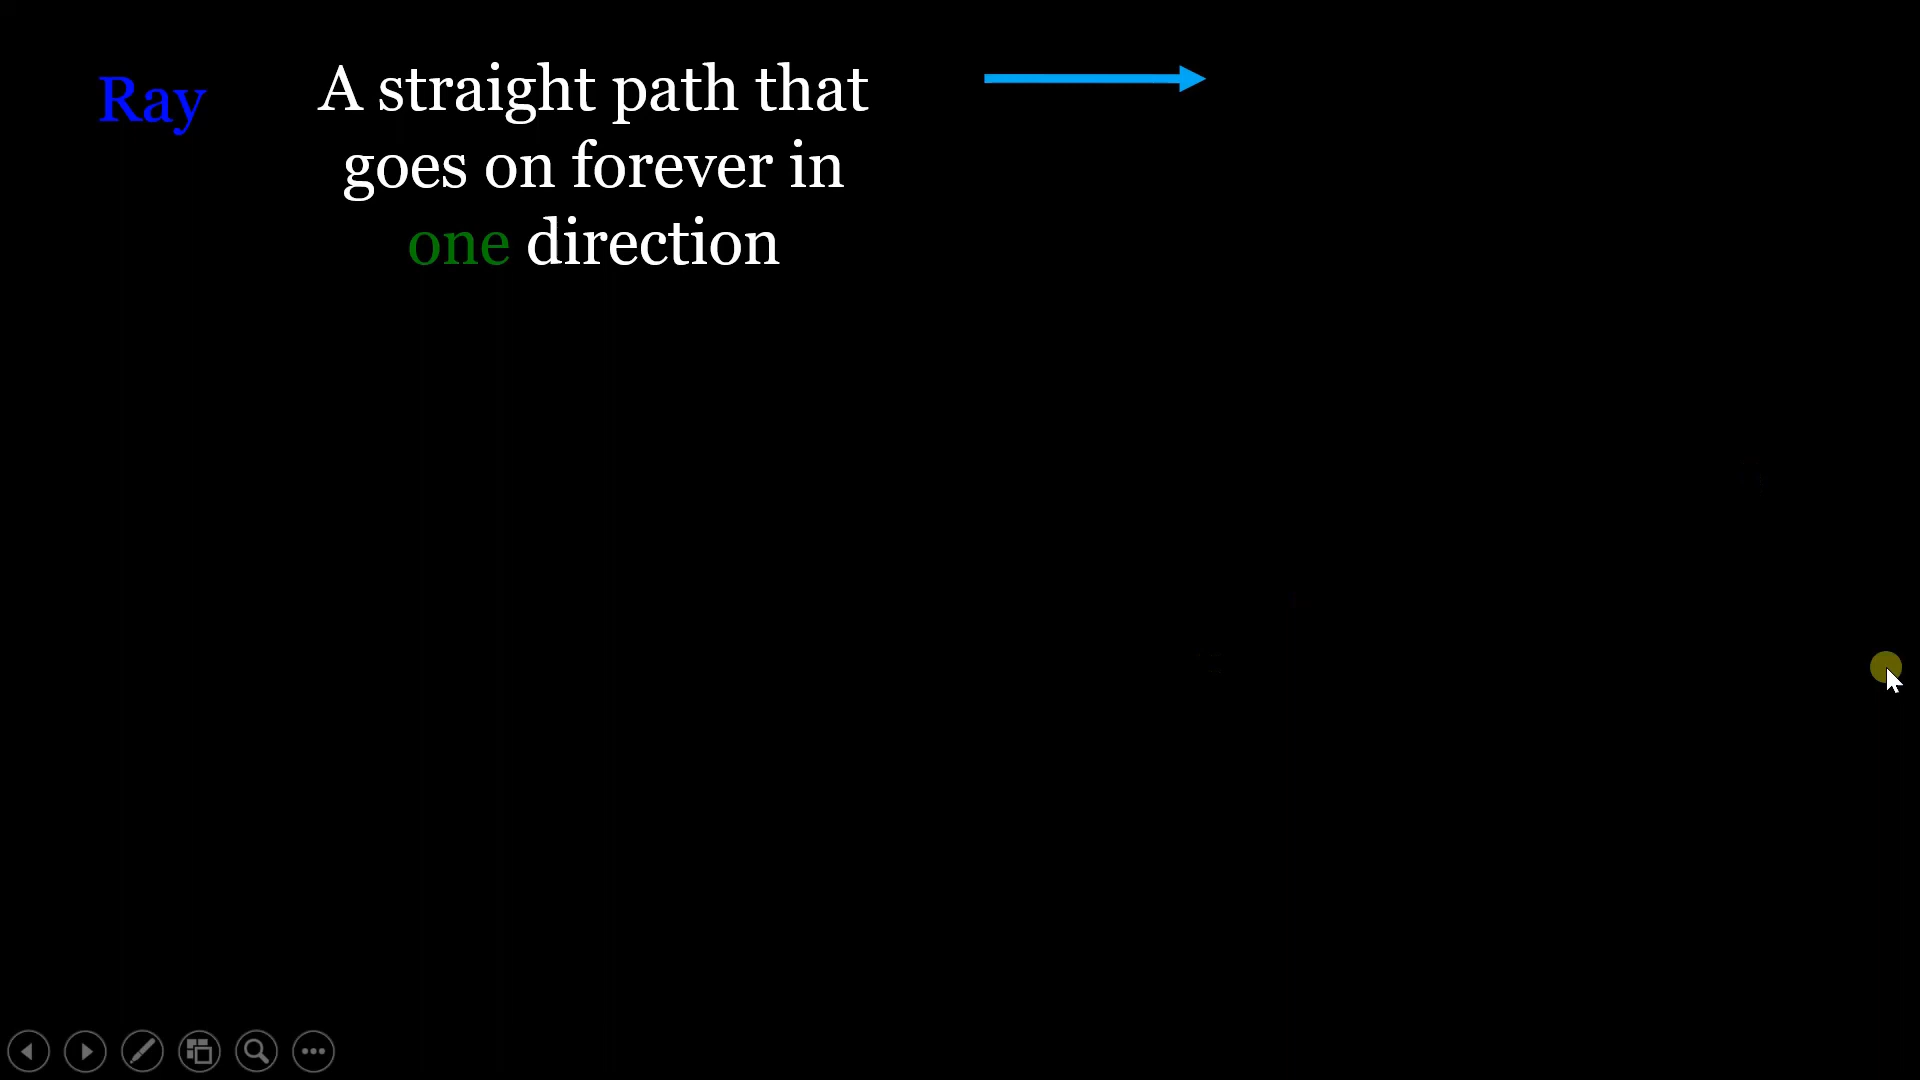 Ray
A straight path that
goes on forever in
one direction